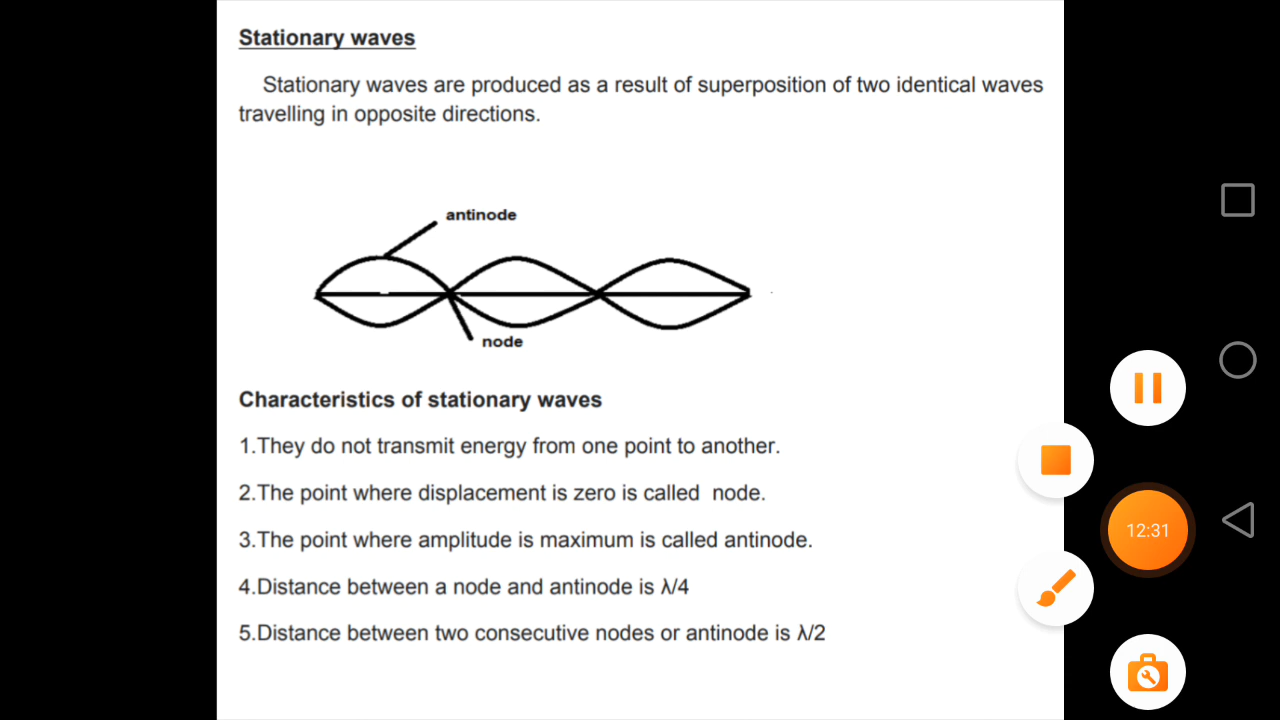 Stationary waves
Stationary waves are produced as a result of superposition of two identical waves
travelling in opposite directions.
antinode
node
Characteristics of stationary waves
1.They do not transmit energy from one point to another.
2.The point where displacement is zero is called  node.
3.The point where amplitude is maximum is called antinode.
4.Distance between a node and antinode is λ/4
5.Distance between two consecutive nodes or antinode is λ/2
12:31